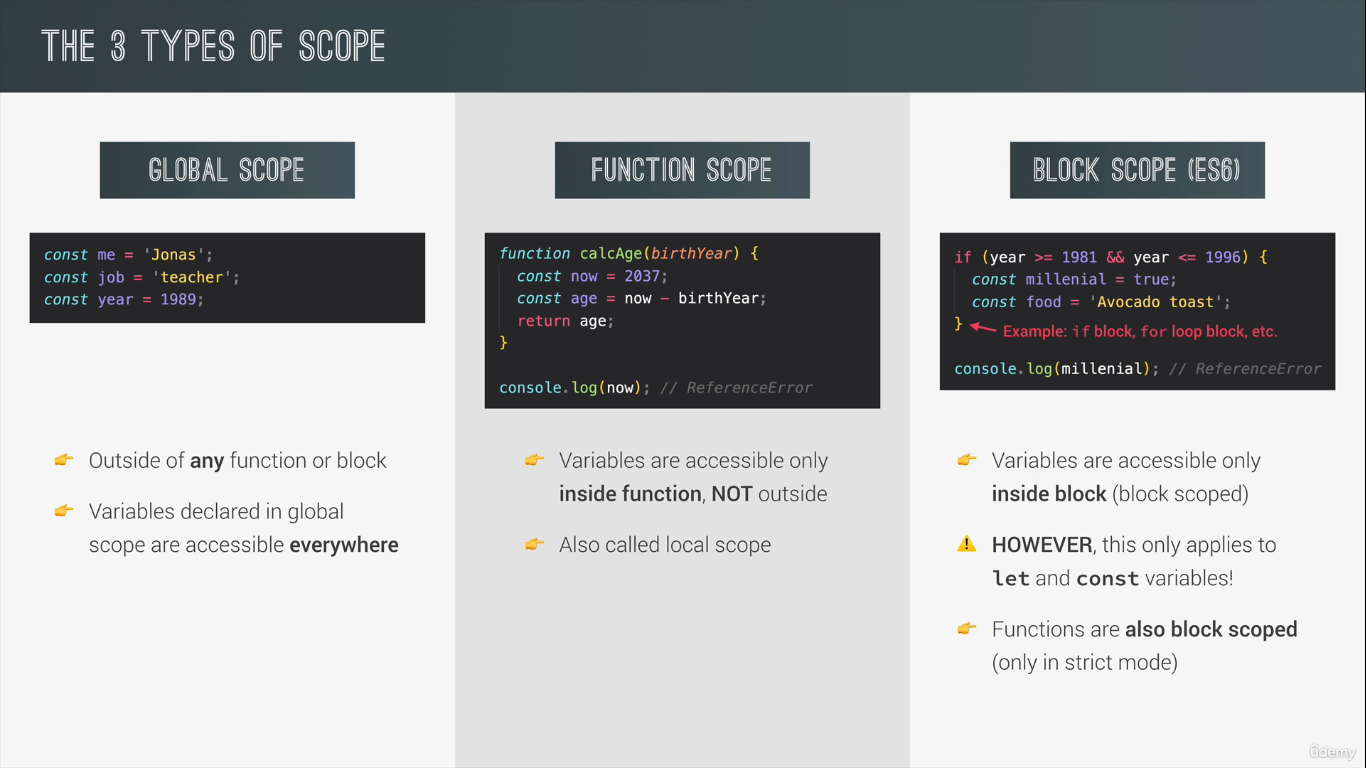 THE 3 TYPES OF SCOPE
GLOBAL SCOPE
const me = 'Jonas';
const job = 'teacher';
const year = 1989;
👉 Outside of any function or block
👉 Variables declared in global
scope are accessible everywhere
FUNCTION SCOPE
function calcAge(birthYear) {
  const now = 2037;
  const age = now − birthYear;
  return age;
}
console.log(now); // ReferenceError
👉 Variables are accessible only
inside function, NOT outside
👉 Also called local scope
BLOCK SCOPE (ES6)
if (year >= 1981 && year <= 1996) {
  const millenial = true;
  const food = 'Avocado toast';
}
Example: if block, for loop block, etc.
console.log(millenial); // ReferenceError
👉 Variables are accessible only
inside block (block scoped)
⚠️ HOWEVER, this only applies to
let and const variables!
👉 Functions are also block scoped
(only in strict mode)
ûdemy